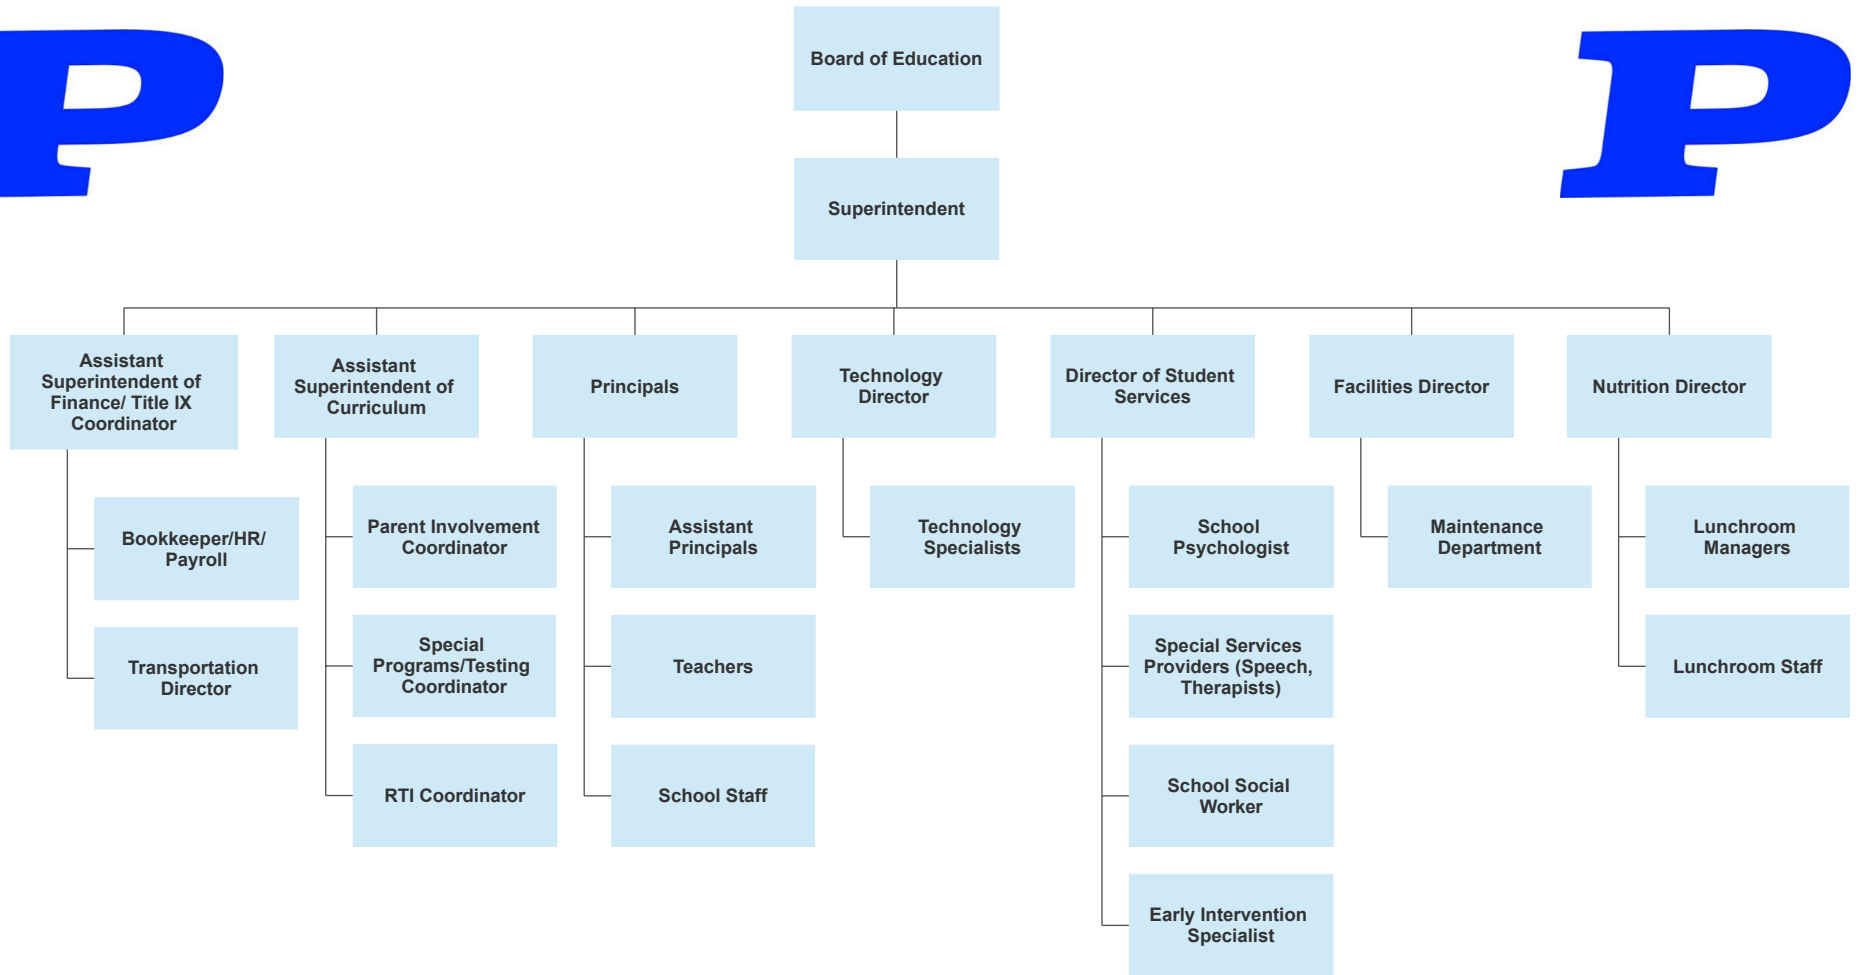 P
P
Board of Education
Superintendent
Assistant
Superintendent of
Finance/ Title IX
Coordinator
Assistant
Superintendent of
Curriculum
Principals
Technology
Director
Director of Student
Services
Facilities Director
Nutrition Director
Bookkeeper/HR/
Payroll
Transportation
Director
Parent Involvement
Coordinator
Special
Programs/Testing
Coordinator
RTI Coordinator
Assistant
Principals
Teachers
School Staff
Technology
Specialists
School
Psychologist
Special Services
Providers (Speech,
Therapists)
School Social
Worker
Early Intervention
Specialist
Maintenance
Department
Lunchroom
Managers
Lunchroom Staff